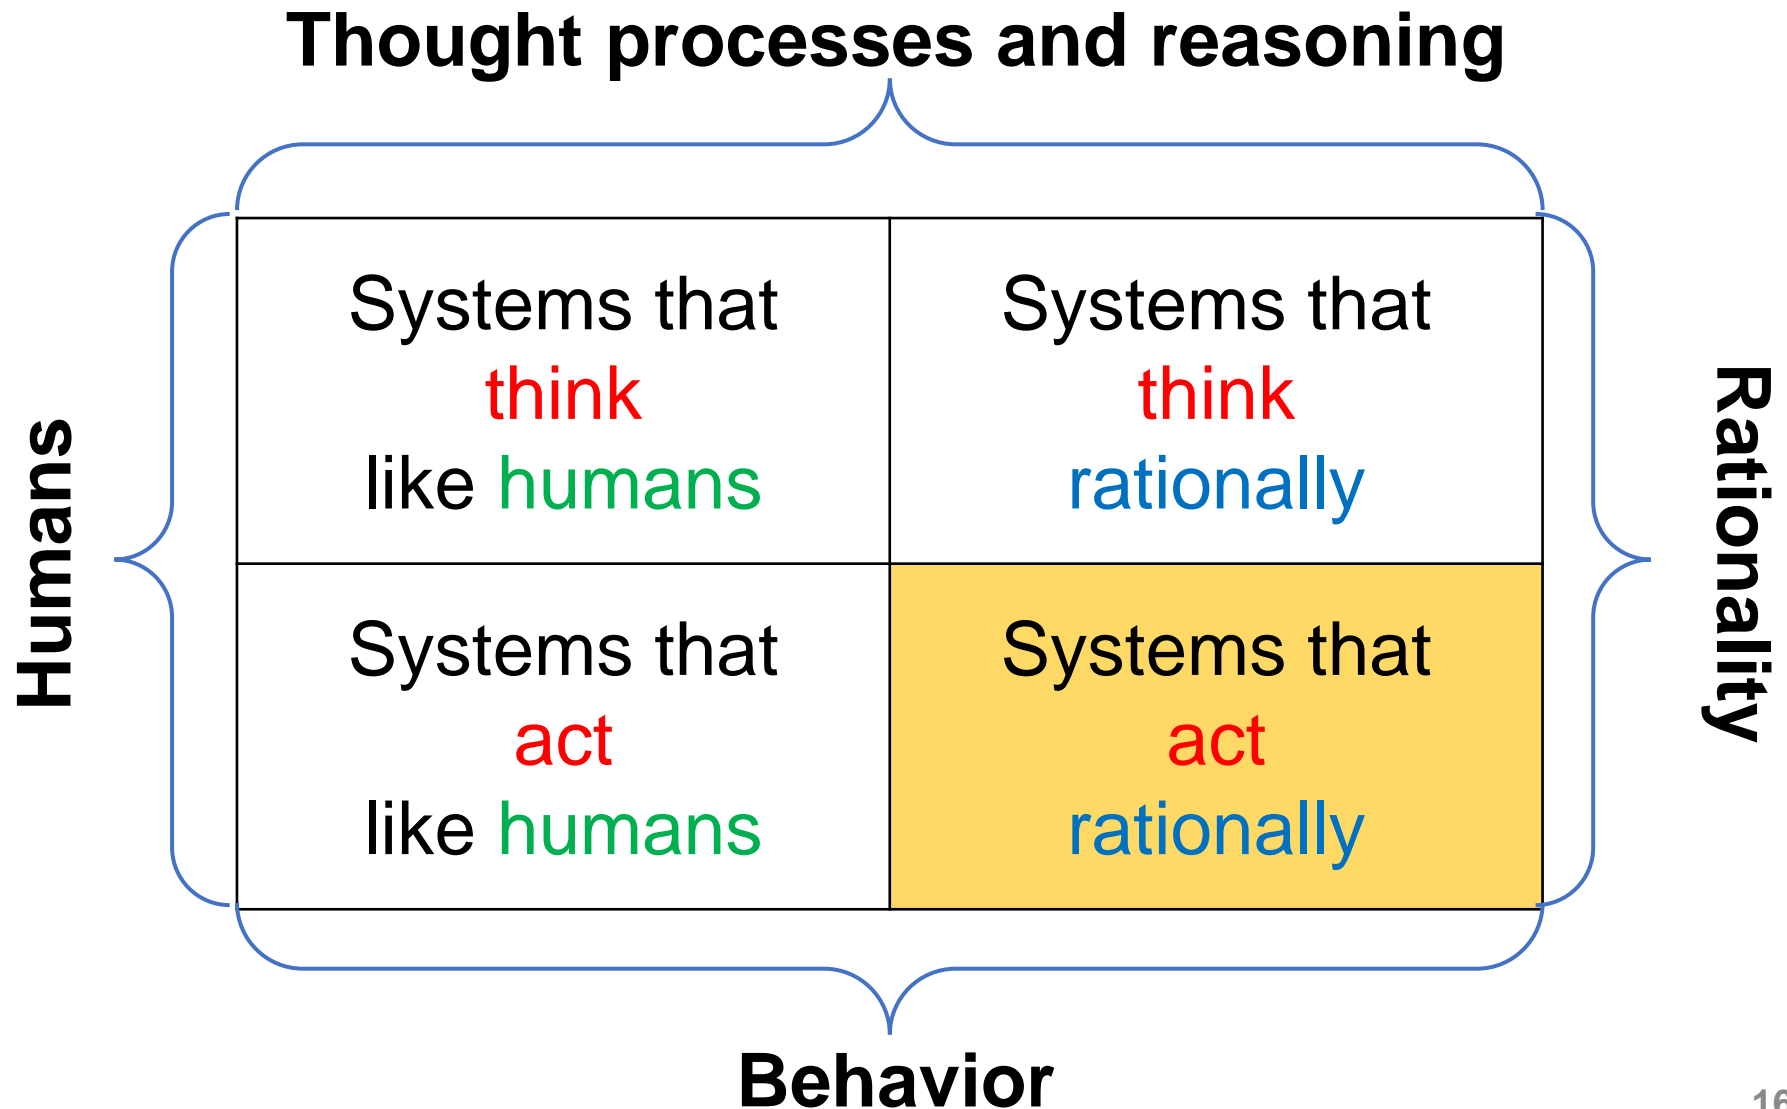 Thought processes and reasoning
Humans
Systems that
think
like humans
Systems that
think
rationally
Rationality
Systems that
act
like humans
Systems that
act
rationally
Behavior
16